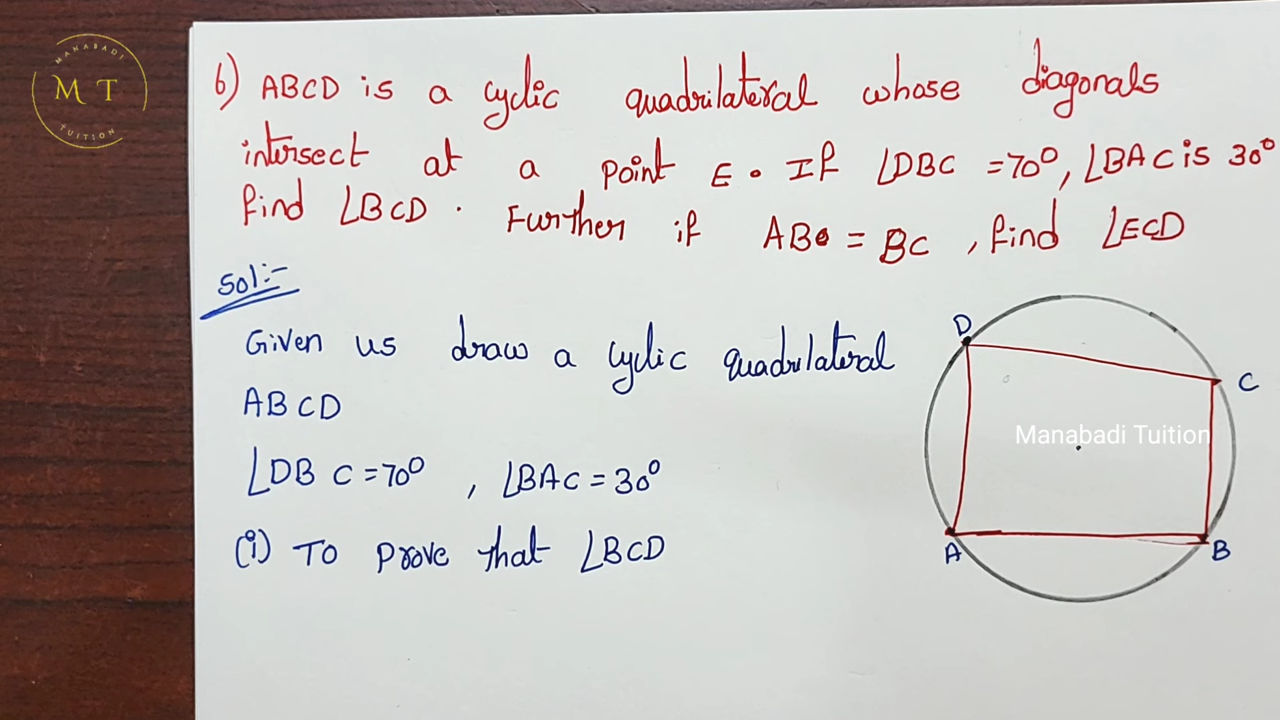 MANABADI
M T
TUITION
6) ABCD is a cyclic quadrilateral whose diagonals
intersect at a point E. If ∠DBC = 70°, ∠BAC is 30°
find ∠BCD. Further if AB = BC, find ∠ECD
Sol:-
Given us draw a cyclic quadrilateral
ABCD
∠DBC = 70°, ∠BAC = 30°
(i) To prove that ∠BCD
D
C
Manabadi Tuition
A
B